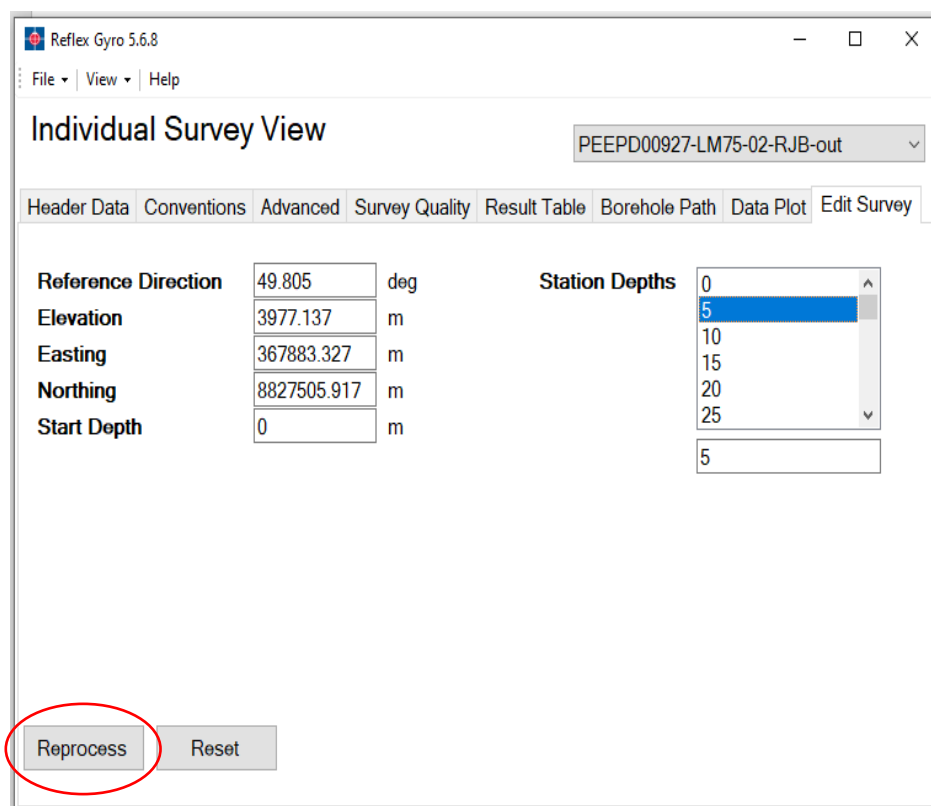 Reflex Gyro 5.6.8
File View Help
Individual Survey View
PEEPD00927-LM75-02-RJB-out
Header Data Conventions Advanced Survey Quality Result Table Borehole Path Data Plot Edit Survey
Reference Direction 49.805 deg
Elevation 3977.137 m
Easting 367883.327 m
Northing 8827505.917 m
Start Depth 0 m
Station Depths 0
5
10
15
20
25
5
Reprocess Reset